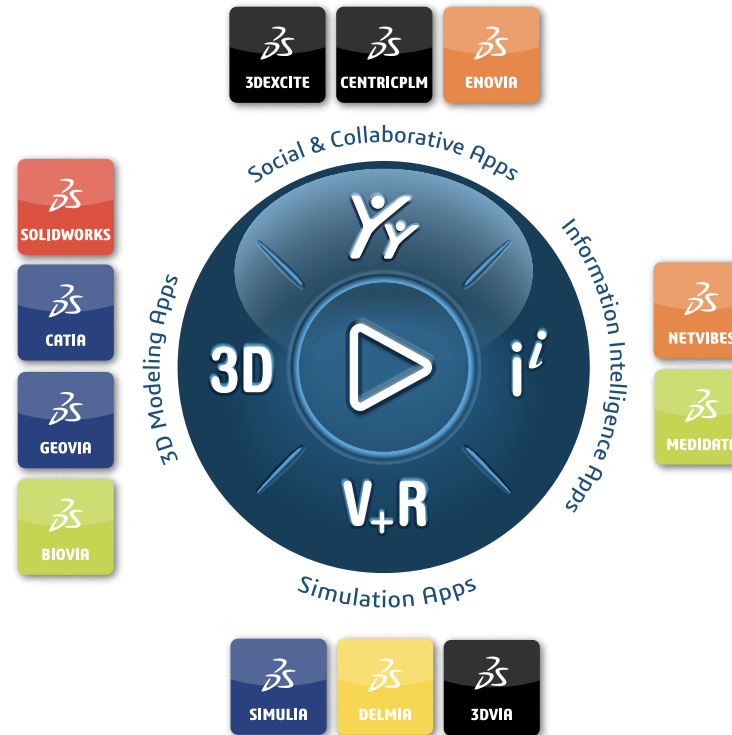 3DEXCITE
CENTRICPLM
ENOVIA
Social & Collaborative Apps
SOLIDWORKS
CATIA
GEOVIA
BIOVIA
3D Modeling Apps
3D
i i
V+R
Information Intelligence Apps
NETVIBES
MEDIDATA
Simulation Apps
SIMULIA
DELMIA
3DVIA